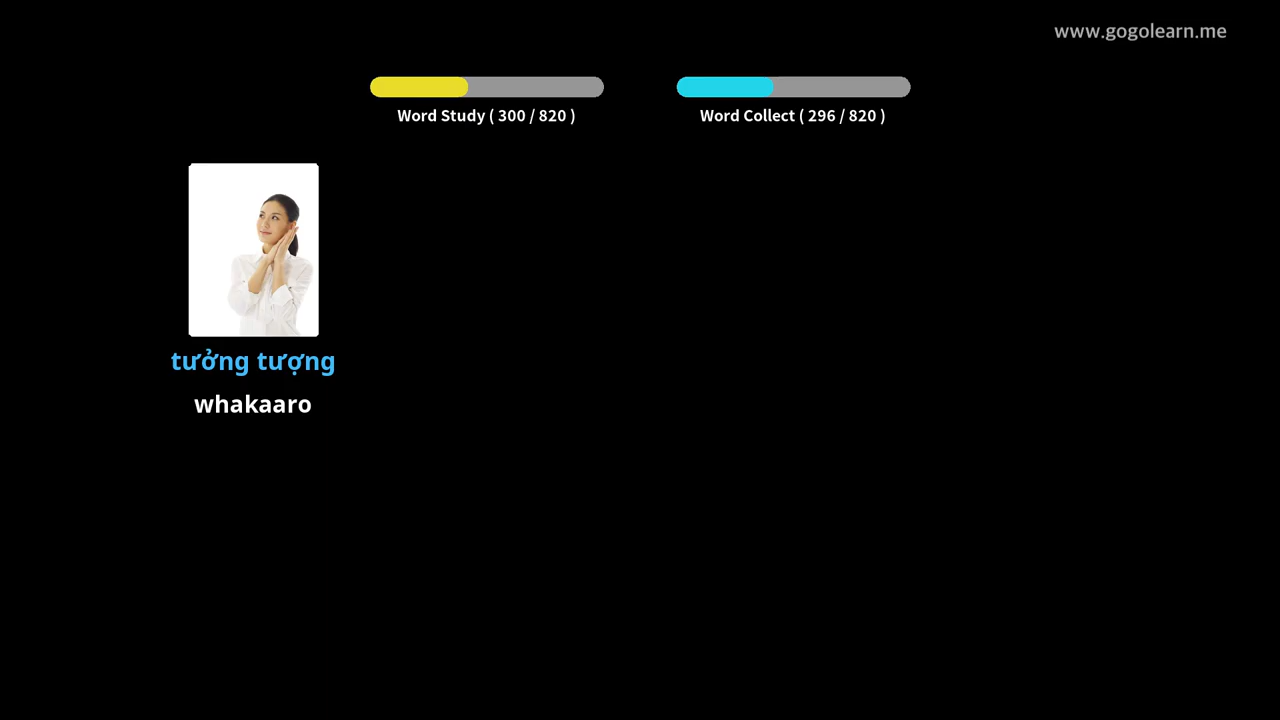 www.gogolearn.me
Word Study ( 300 / 820 )
Word Collect ( 296 / 820 )
tưởng tượng
whakaaro